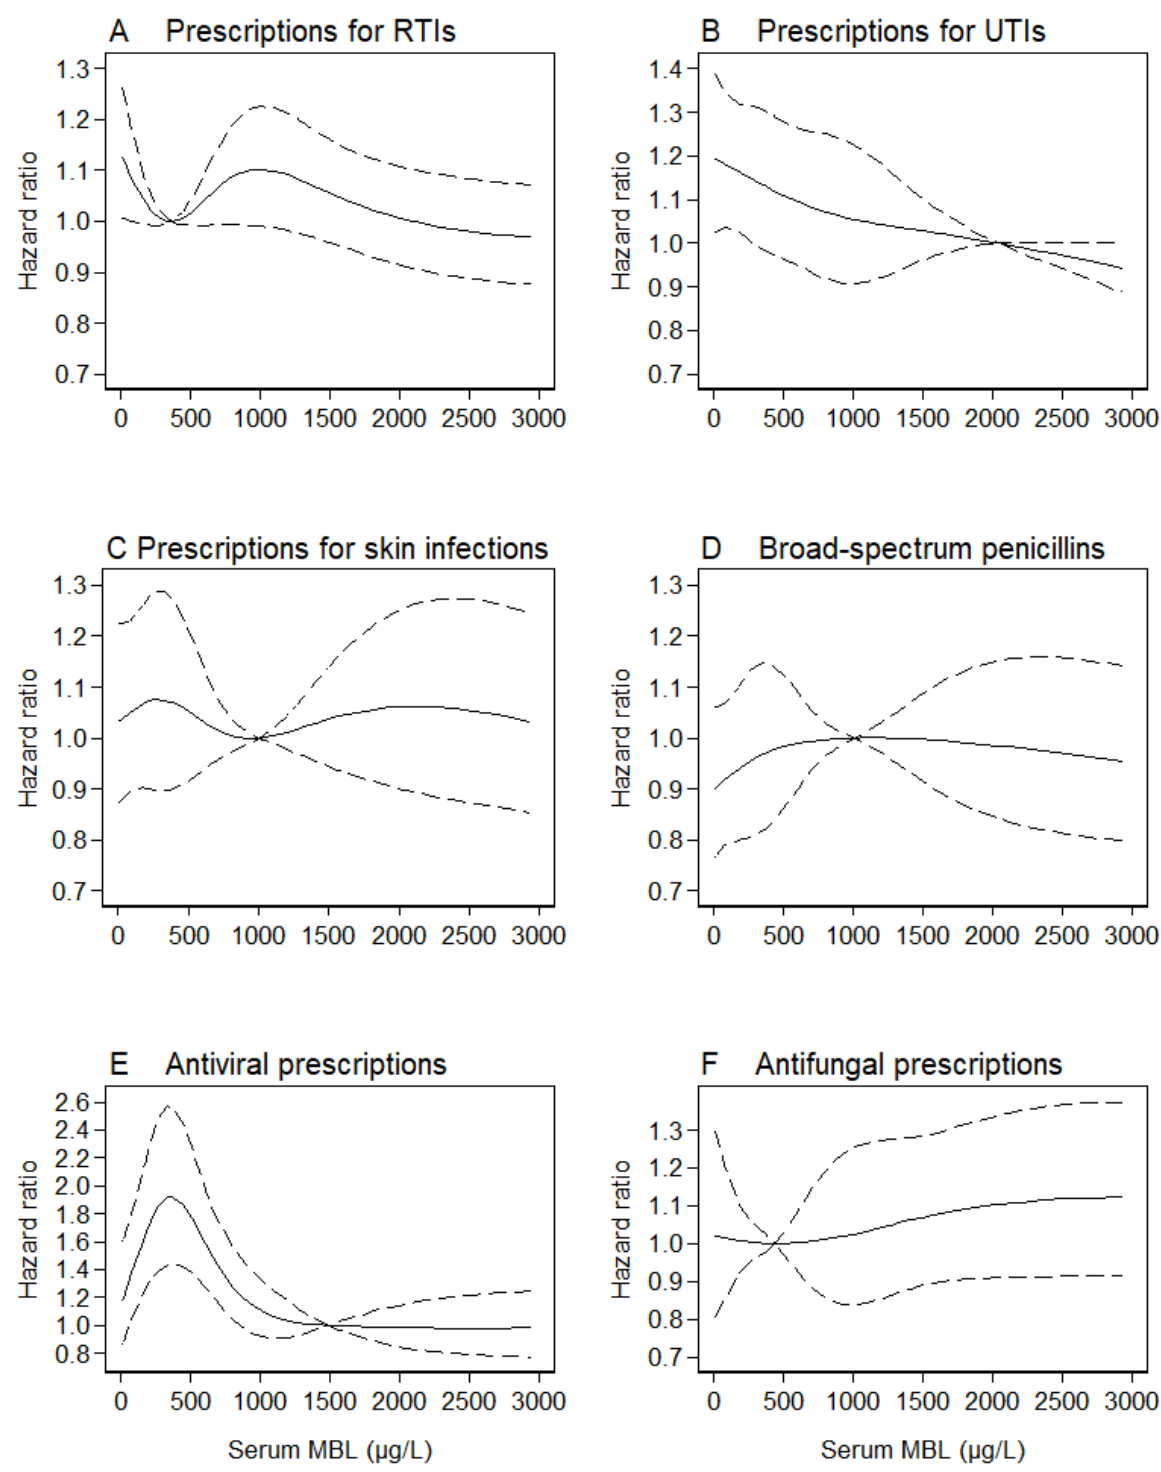 A Prescriptions for RTIs
Hazard ratio
1.3
1.2
1.1
1.0
0.9
0.8
0.7
0 500 1000 1500 2000 2500 3000
B Prescriptions for UTIs
Hazard ratio
1.4
1.3
1.2
1.1
1.0
0.9
0.8
0.7
0 500 1000 1500 2000 2500 3000
C Prescriptions for skin infections
Hazard ratio
1.3
1.2
1.1
1.0
0.9
0.8
0.7
0 500 1000 1500 2000 2500 3000
D Broad-spectrum penicillins
Hazard ratio
1.3
1.2
1.1
1.0
0.9
0.8
0.7
0 500 1000 1500 2000 2500 3000
E Antiviral prescriptions
Hazard ratio
2.6
2.4
2.2
2.0
1.8
1.6
1.4
1.2
1.0
0.8
0 500 1000 1500 2000 2500 3000
Serum MBL (µg/L)
F Antifungal prescriptions
Hazard ratio
1.3
1.2
1.1
1.0
0.9
0.8
0.7
0 500 1000 1500 2000 2500 3000
Serum MBL (µg/L)